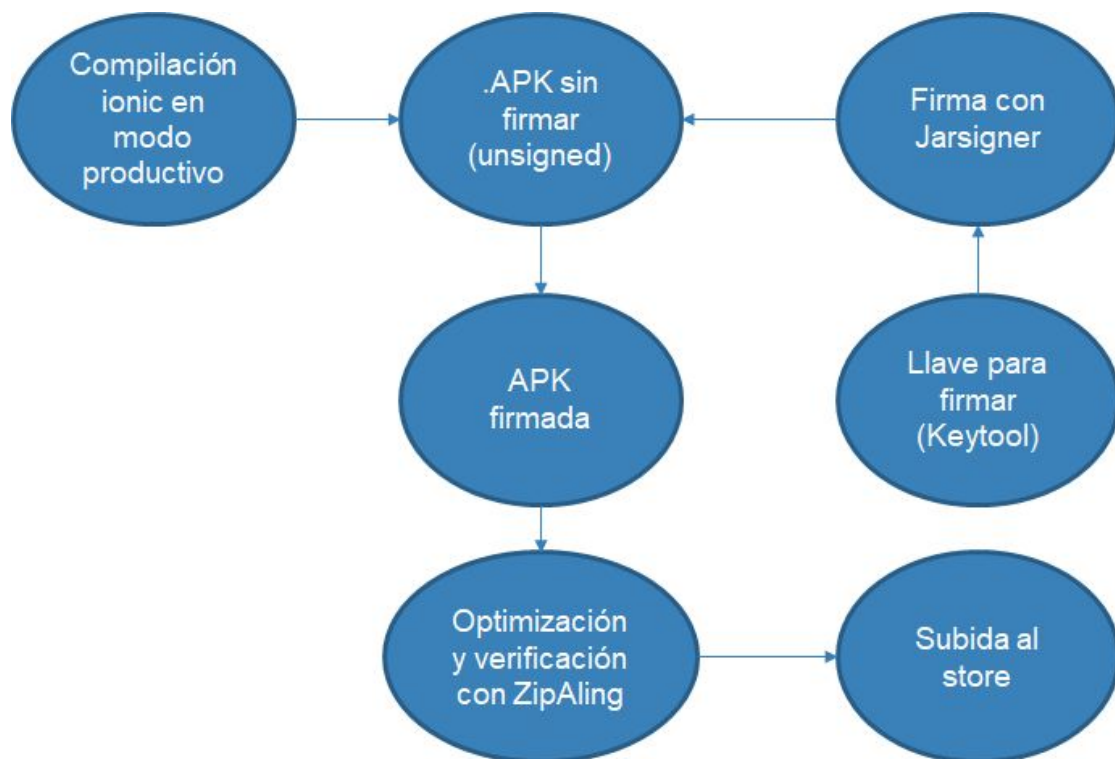 Compilación
ionic en
modo
productivo
.APK sin
firmar
(unsigned)
Firma con
Jarsigner
APK
firmada
Llave para
firmar
(Keytool)
Optimización
y verificación
con ZipAling
Subida al
store